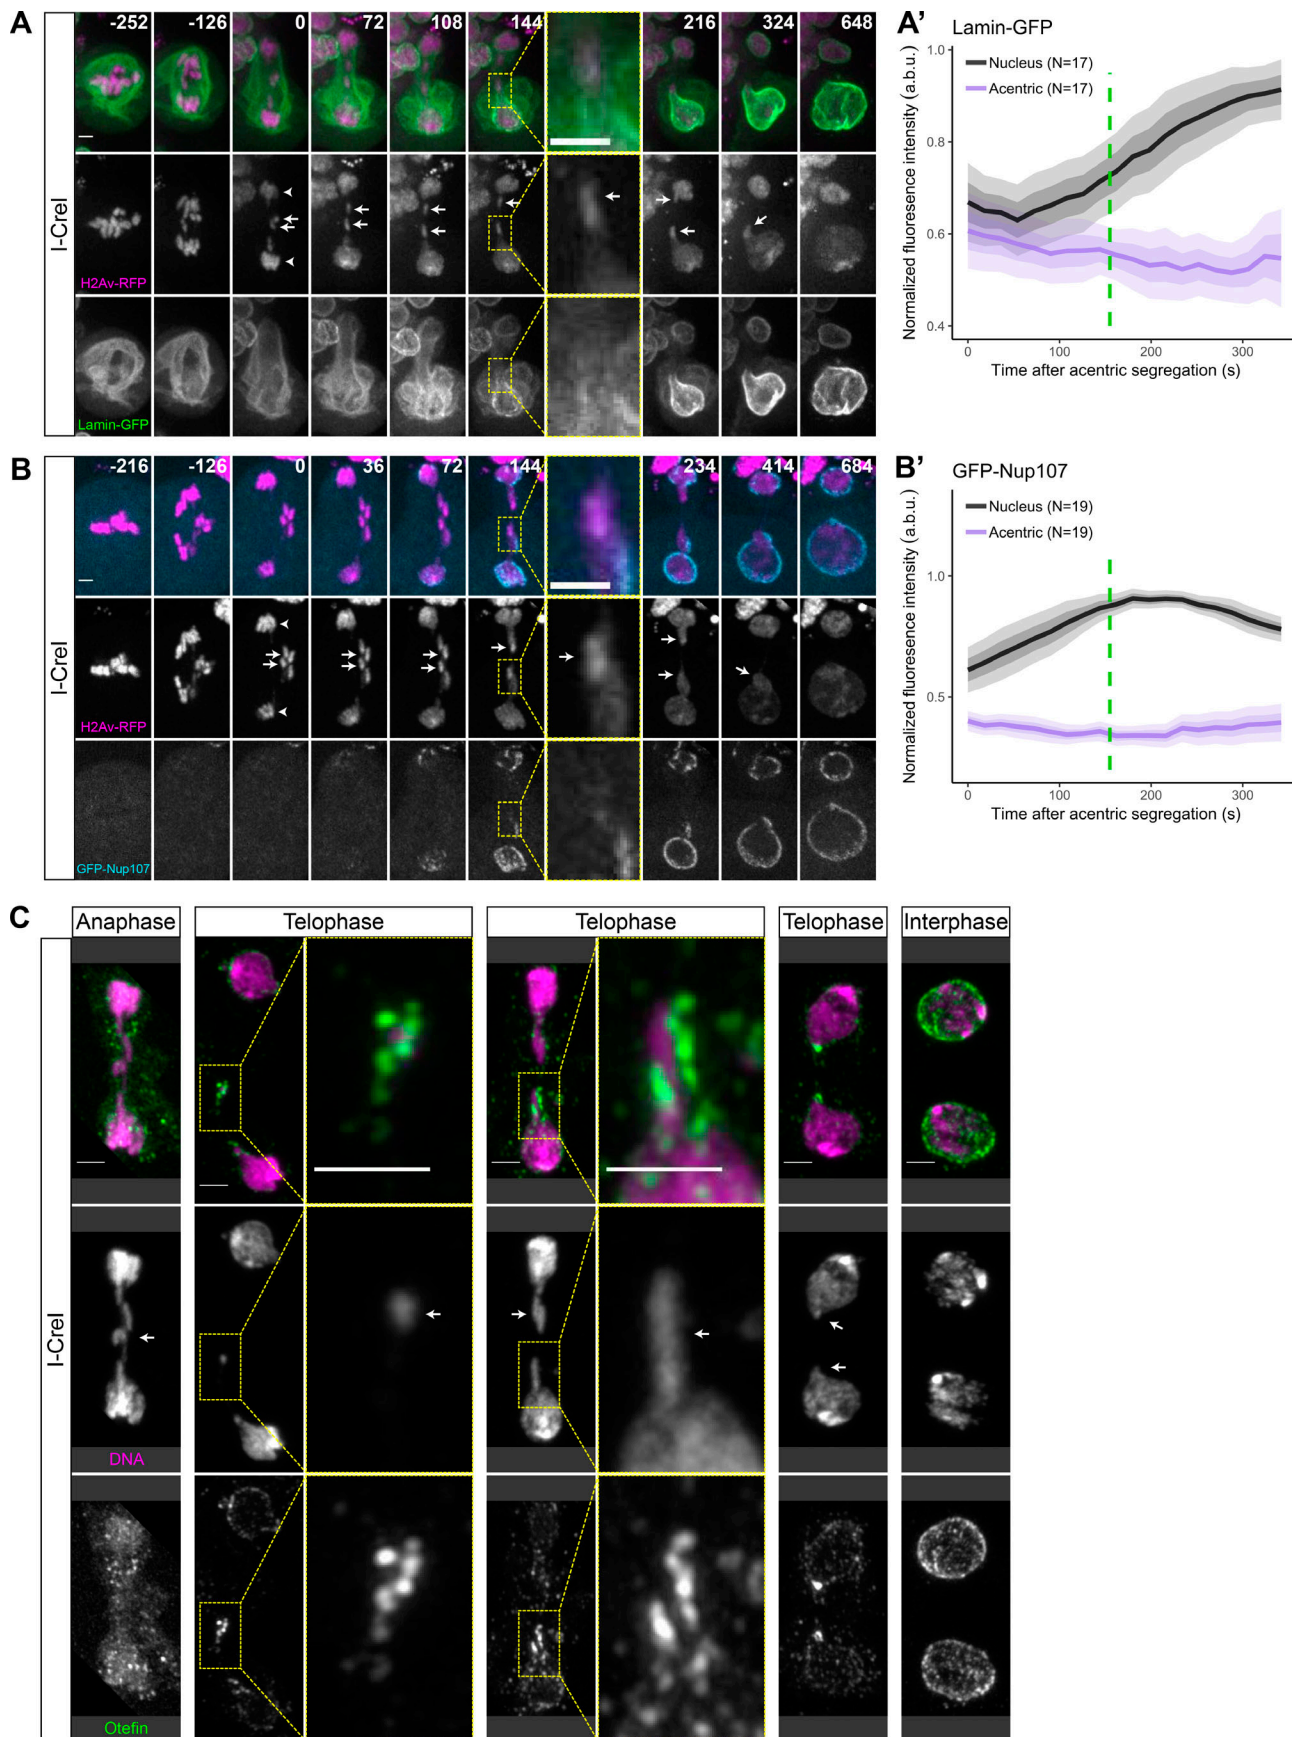 A
-252
-126
0
72
108
144
216
324
648
I-CreI
H2Av-RFP
Lamin-GFP
A'
Lamin-GFP
Nucleus (N=17)
Acentric (N=17)
Normalized fluoresence intensity (a.b.u.)
1.0
0.8
0.6
0.4
0
100
200
300
Time after acentric segregation (s)
B
-216
-126
0
36
72
144
234
414
684
I-CreI
H2Av-RFP
GFP-Nup107
B'
GFP-Nup107
Nucleus (N=19)
Acentric (N=19)
Normalized fluoresence intensity (a.b.u.)
1.0
0.5
0
100
200
300
Time after acentric segregation (s)
C
Anaphase
Telophase
Telophase
Telophase
Interphase
I-CreI
DNA
Otefin